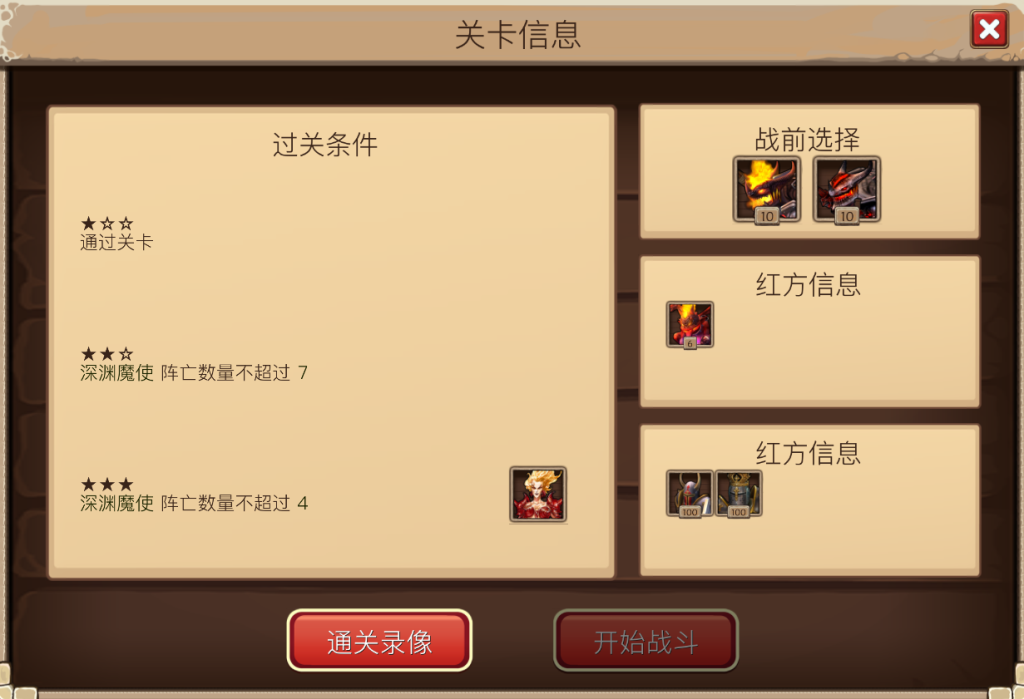 关卡信息
过关条件
★☆☆
通过关卡
★★☆
深渊魔使 阵亡数量不超过 7
★★★
深渊魔使 阵亡数量不超过 4
战前选择
10 10
红方信息
6
红方信息
100 100
通关录像 开始战斗